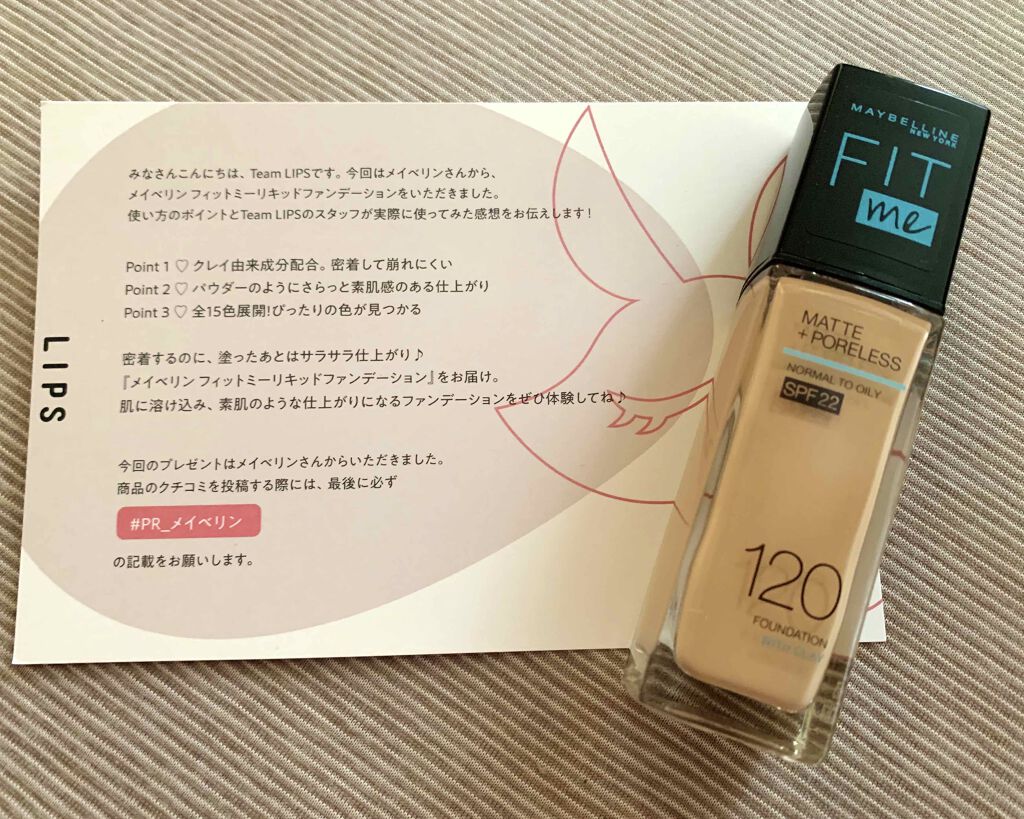 みなさんこんにちは、Team LIPSです。今回はメイベリンさんから、
メイベリン フィットミーリキッドファンデーションをいただきました。
使い方のポイントとTeam LIPSのスタッフが実際に使ってみた感想をお伝えします!
Point 1 ♡ クレイ由来成分配合。密着して崩れにくい
Point 2 ♡ パウダーのようにさらっと素肌感のある仕上がり
Point 3 ♡ 全15色展開!ぴったりの色が見つかる
密着するのに、塗ったあとはサラサラ仕上がり♪
『メイベリン フィットミーリキッドファンデーション』をお届け。
肌に溶け込み、素肌のような仕上がりになるファンデーションをぜひ体験してね♪
今回のプレゼントはメイベリンさんからいただきました。
商品のクチコミを投稿する際には、最後に必ず
#PR_メイベリン
の記載をお願いします。
LIPS
MAYBELLINE
NEW YORK
FIT
me
MATTE
+ PORELESS
NORMAL TO OILY
SPF 22
120
FOUNDATION
WITH CLAY